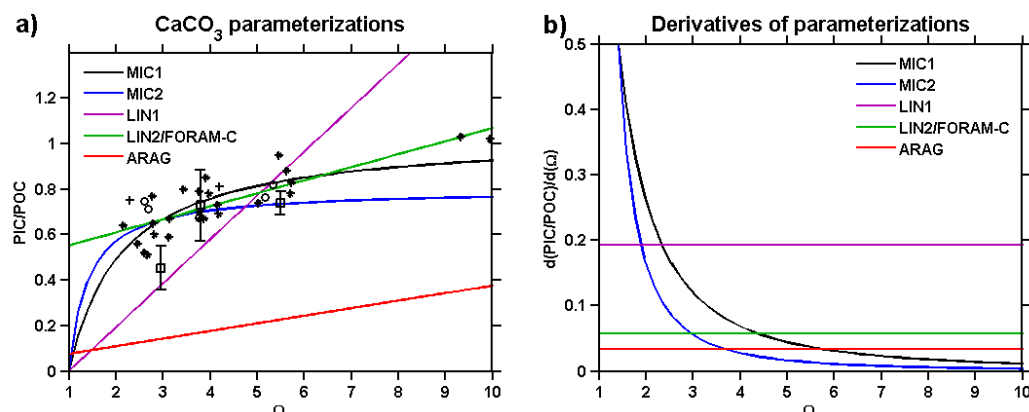 a) CaCO3 parameterizations
PIC/POC
1.2
1
0.8
0.6
0.4
0.2
0
MIC1
MIC2
LIN1
LIN2/FORAM-C
ARAG
1 2 3 4 5 6 7 8 9 10
b) Derivatives of parameterizations
d(PIC/POC)/d(Ω)
0.5
0.4
0.3
0.2
0.1
0
MIC1
MIC2
LIN1
LIN2/FORAM-C
ARAG
1 2 3 4 5 6 7 8 9 10